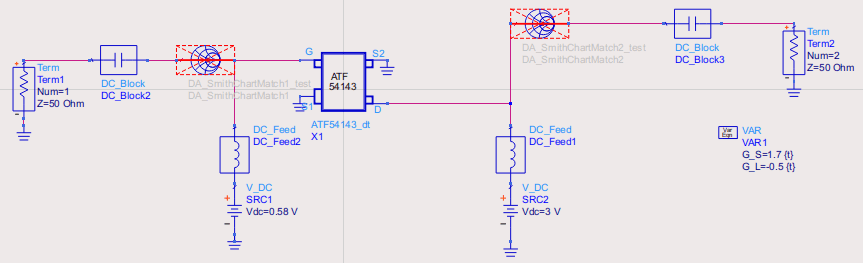 Term
Term1
Num=1
Z=50 Ohm
DC_Block
DC_Block2
DA_SmithChartMatch1_test
DA_SmithChartMatch1
G
S2
ATF
54143
S1
D
ATF54143_dt
X1
DC_Feed
DC_Feed2
V_DC
SRC1
Vdc=0.58 V
DA_SmithChartMatch2_test
DA_SmithChartMatch2
DC_Block
DC_Block3
Term
Term2
Num=2
Z=50 Ohm
DC_Feed
DC_Feed1
V_DC
SRC2
Vdc=3 V
Var
Eqn
VAR
VAR1
G_S=1.7 {t}
G_L=-0.5 {t}